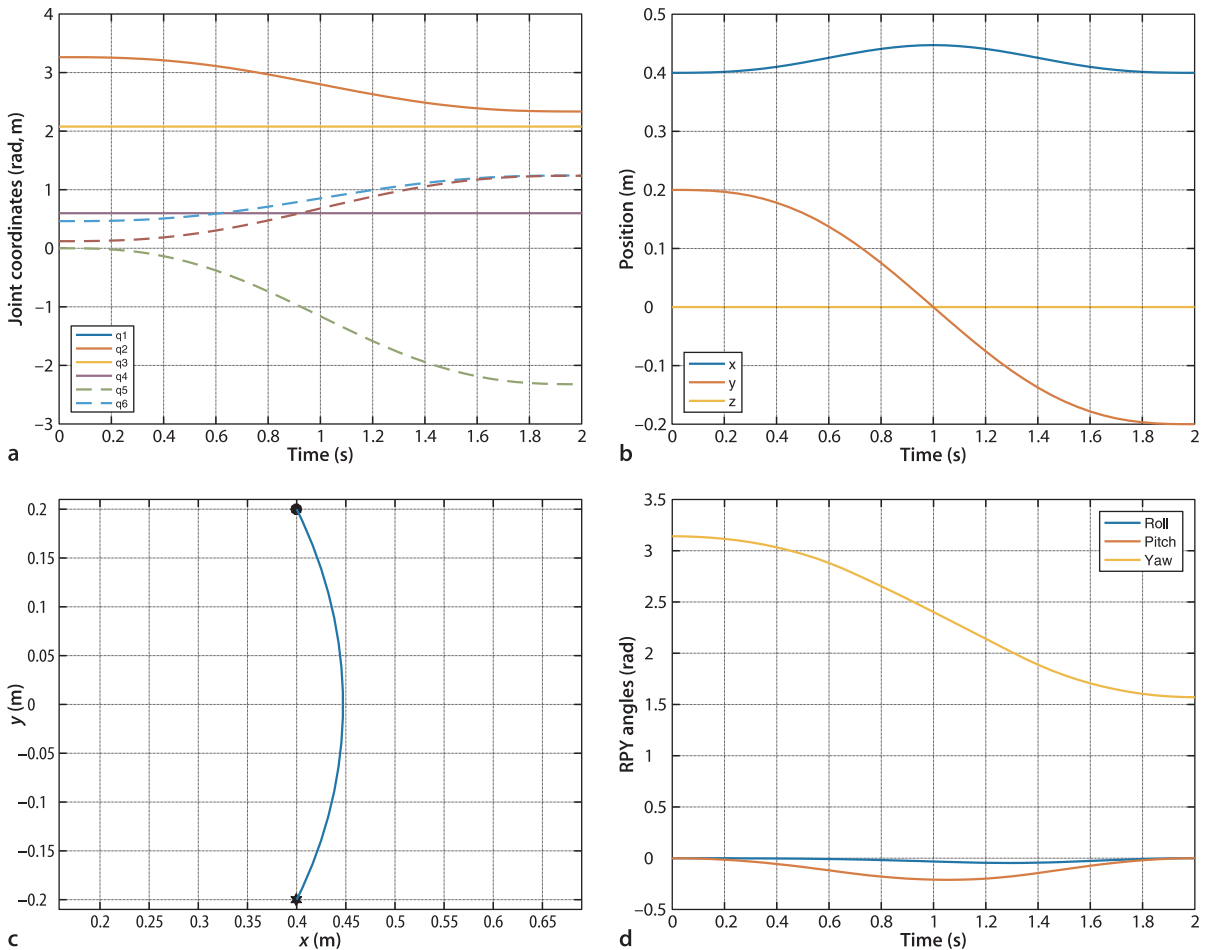 Joint coordinates (rad, m)
4
3
2
1
0
−1
−2
−3
q1
q2
q3
q4
q5
q6
0 0.2 0.4 0.6 0.8 1 1.2 1.4 1.6 1.8 2
a
Time (s)
Position (m)
0.5
0.4
0.3
0.2
0.1
0
−0.1
−0.2
x
y
z
0 0.2 0.4 0.6 0.8 1 1.2 1.4 1.6 1.8 2
b
Time (s)
y (m)
0.2
0.15
0.1
0.05
0
−0.05
−0.1
−0.15
−0.2
0.2 0.25 0.3 0.35 0.4 0.45 0.5 0.55 0.6 0.65
c
x (m)
RPY angles (rad)
3.5
3
2.5
2
1.5
1
0.5
0
−0.5
Roll
Pitch
Yaw
0 0.2 0.4 0.6 0.8 1 1.2 1.4 1.6 1.8 2
d
Time (s)